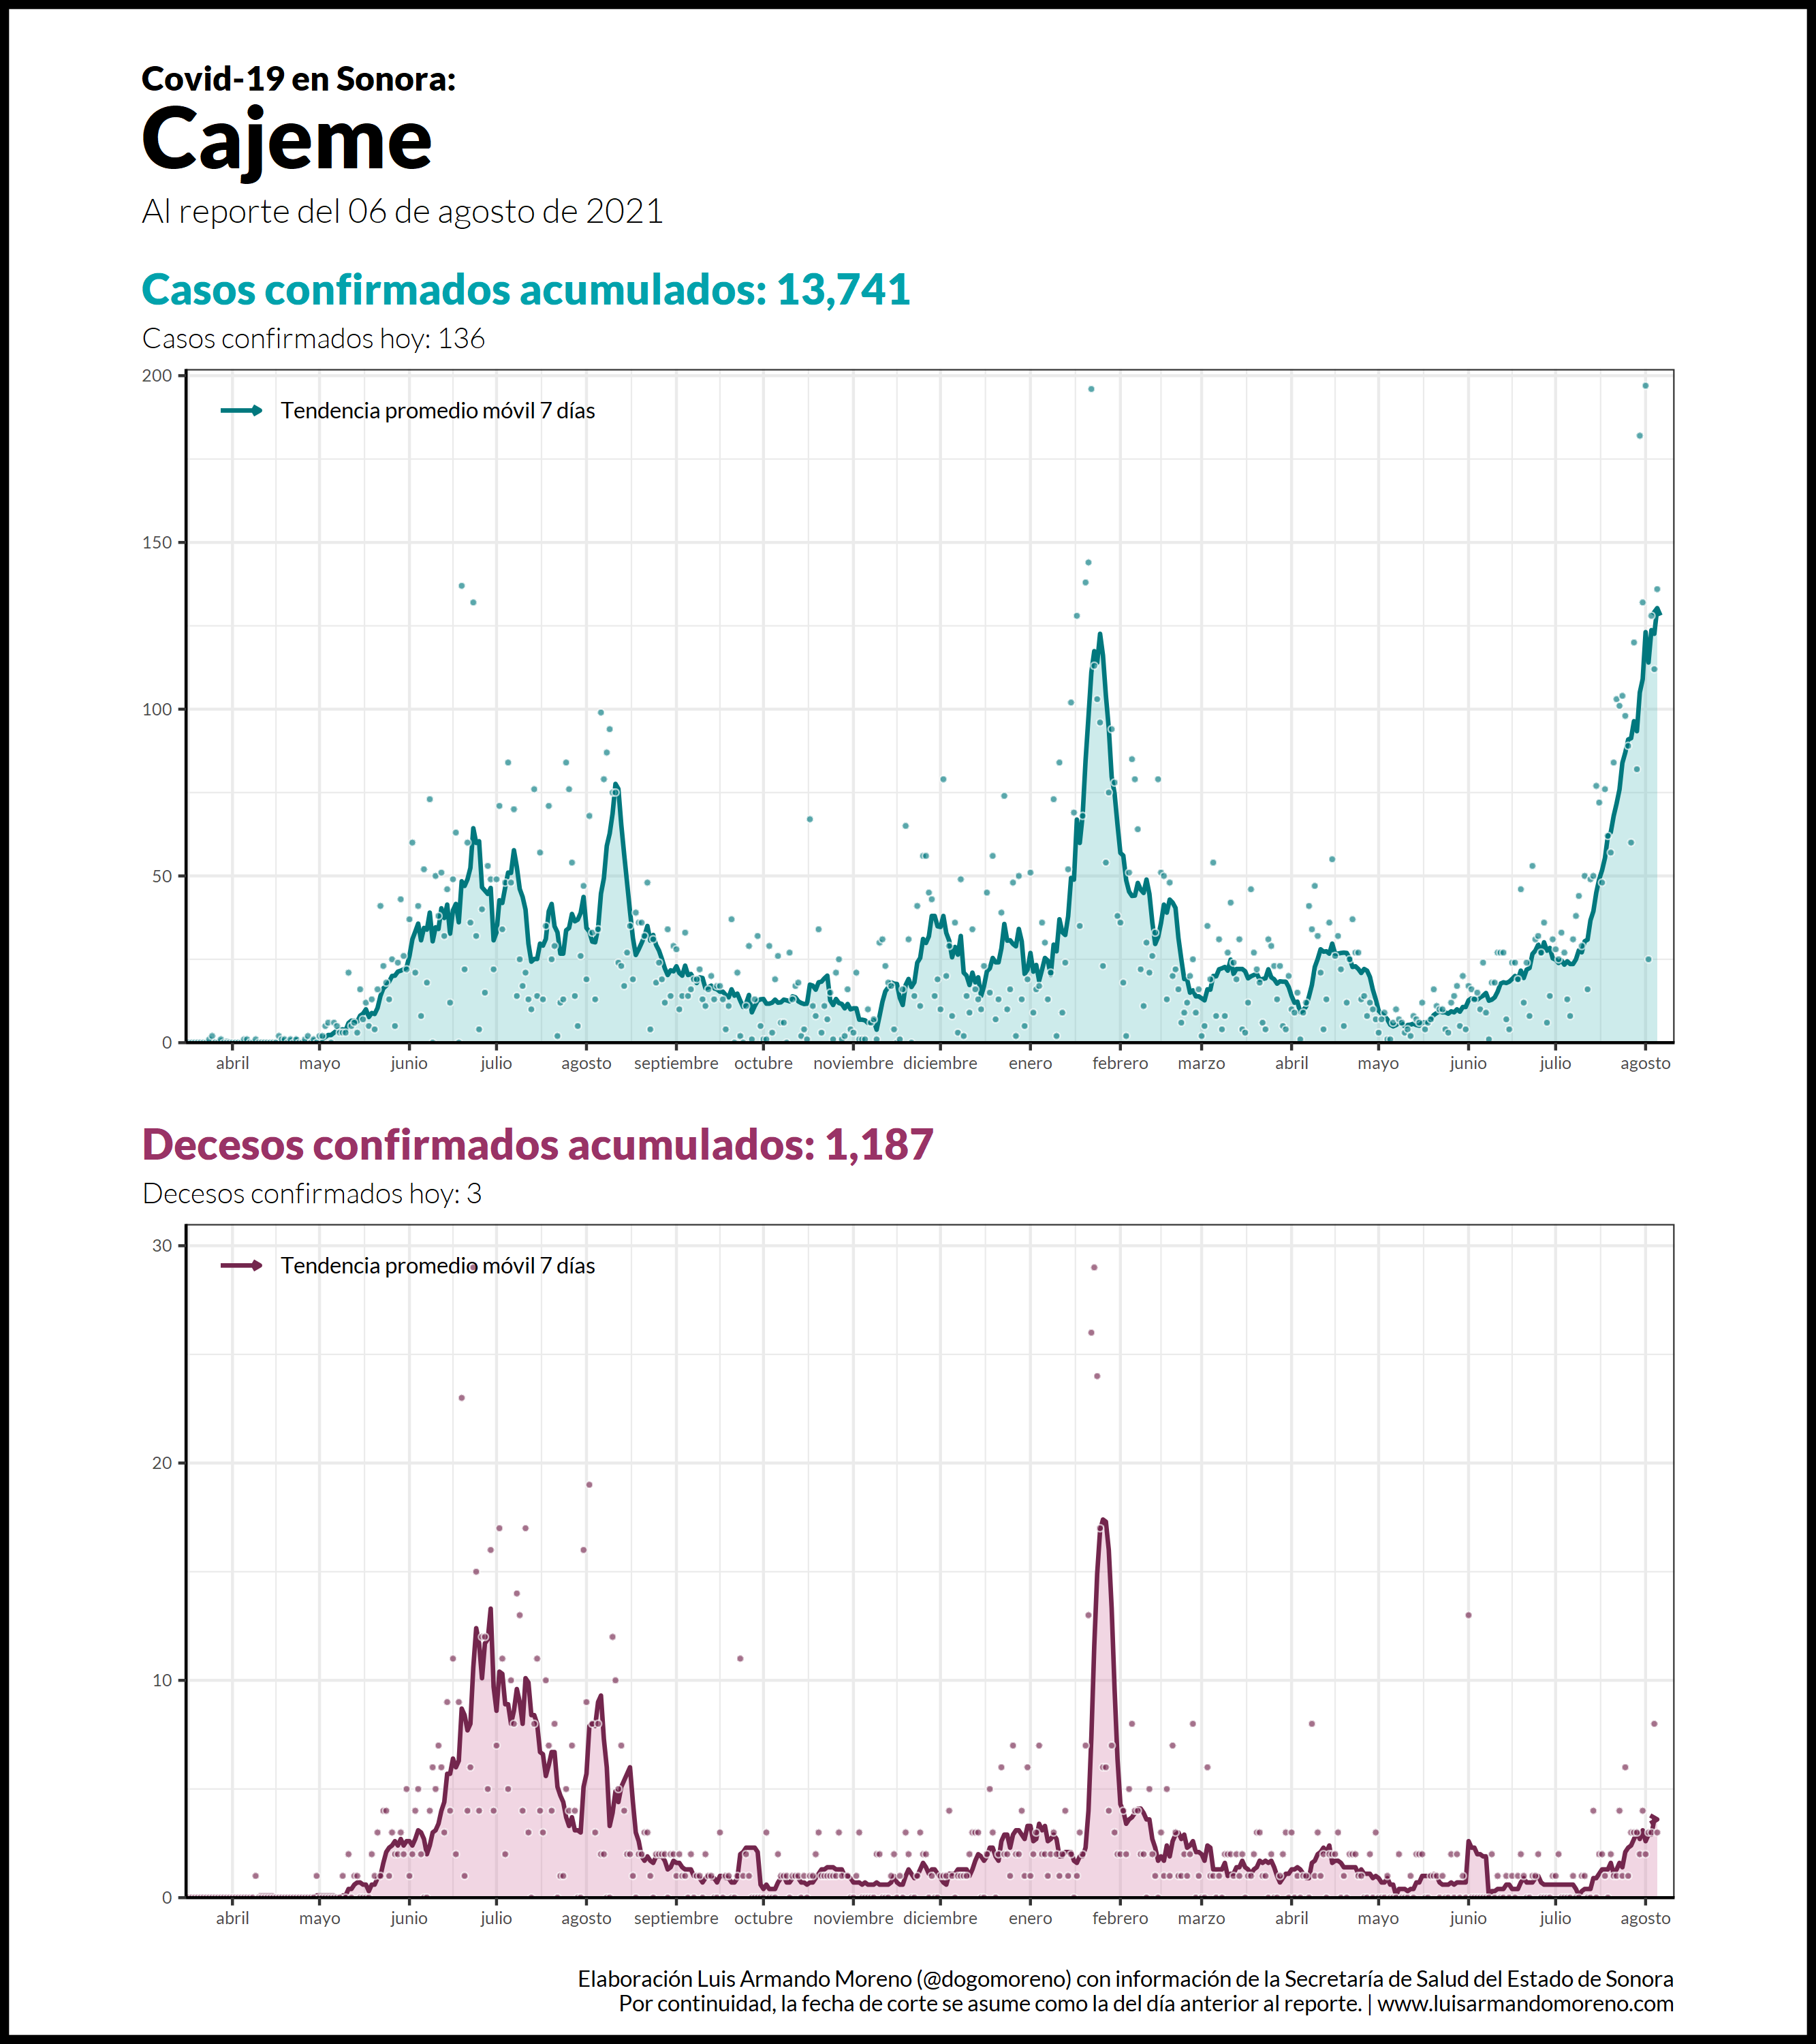 Covid-19 en Sonora:
Cajeme
Al reporte del 06 de agosto de 2021
Casos confirmados acumulados: 13,741
Casos confirmados hoy: 136
Tendencia promedio móvil 7 días
200
150
100
50
0
abril mayo junio julio agosto septiembre octubre noviembre diciembre enero febrero marzo abril mayo junio julio agosto
Decesos confirmados acumulados: 1,187
Decesos confirmados hoy: 3
Tendencia promedio móvil 7 días
30
20
10
0
abril mayo junio julio agosto septiembre octubre noviembre diciembre enero febrero marzo abril mayo junio julio agosto
Elaboración Luis Armando Moreno (@dogomoreno) con información de la Secretaría de Salud del Estado de Sonora
Por continuidad, la fecha de corte se asume como la del día anterior al reporte. | www.luisarmandomoreno.com